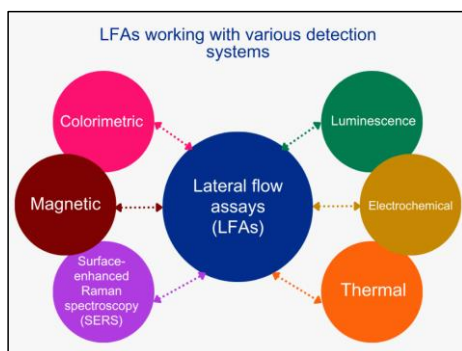 LFAs working with various detection
systems
Colorimetric
Luminescence
Magnetic
Lateral flow
assays
(LFAs)
Electrochemical
Surface-
enhanced
Raman
spectroscopy
(SERS)
Thermal